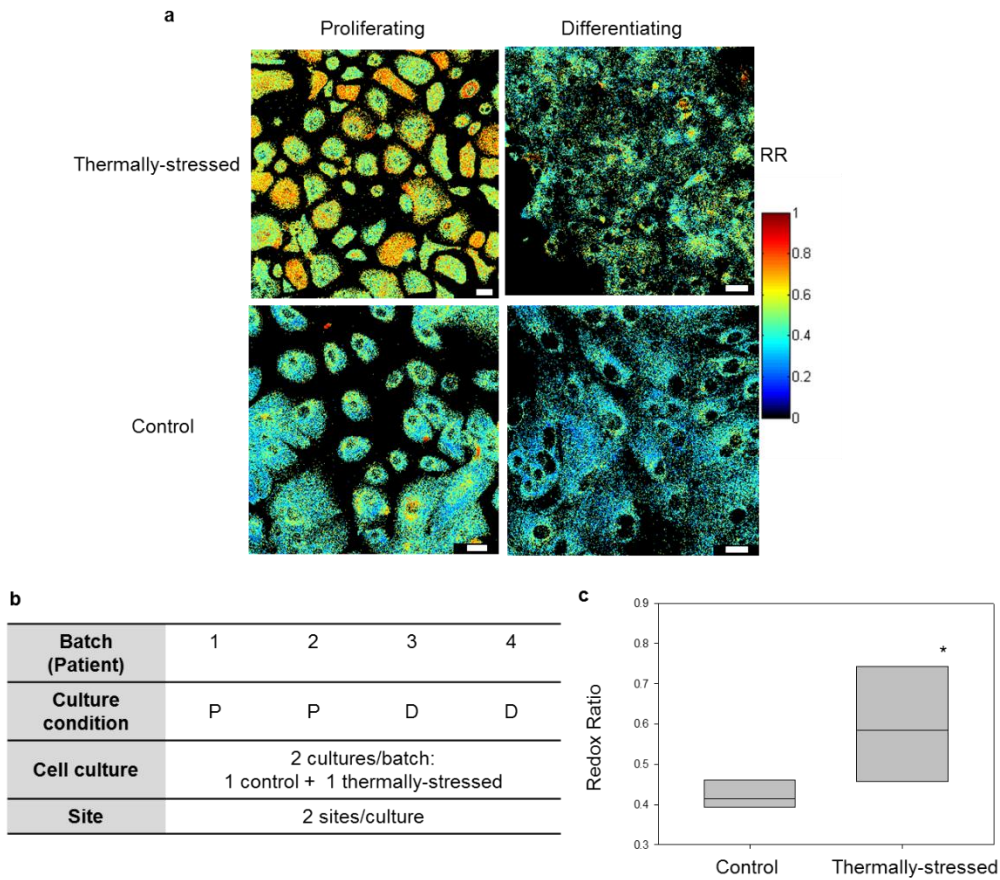 a
Proliferating
Differentiating
Thermally-stressed
RR
1
0.8
0.6
0.4
0.2
0
Control
b
Batch (Patient) 1 2 3 4
Culture condition P P D D
Cell culture 2 cultures/batch:
1 control + 1 thermally-stressed
Site 2 sites/culture
c
0.9
0.8
0.7
0.6
0.5
0.4
0.3
Redox Ratio
*
Control
Thermally-stressed